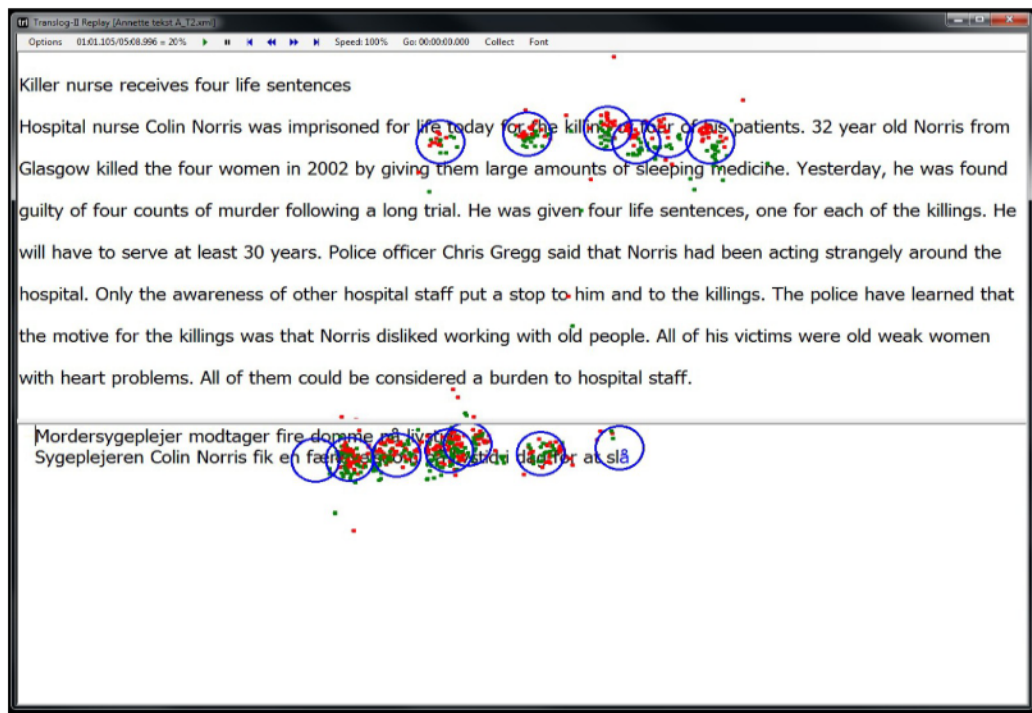 Translog-II Replay [Annette tekst A_T2.xml]
Options 01:01.105/05:08.996 = 20% Speed: 100% Go: 00:00:00.000 Collect Font
Killer nurse receives four life sentences
Hospital nurse Colin Norris was imprisoned for life today for the killing of four of his patients. 32 year old Norris from
Glasgow killed the four women in 2002 by giving them large amounts of sleeping medicine. Yesterday, he was found
guilty of four counts of murder following a long trial. He was given four life sentences, one for each of the killings. He
will have to serve at least 30 years. Police officer Chris Gregg said that Norris had been acting strangely around the
hospital. Only the awareness of other hospital staff put a stop to him and to the killings. The police have learned that
the motive for the killings was that Norris disliked working with old people. All of his victims were old weak women
with heart problems. All of them could be considered a burden to hospital staff.
Mordersygeplejer modtager fire domme på livstid
Sygeplejeren Colin Norris fik en livstid i dag for at slå